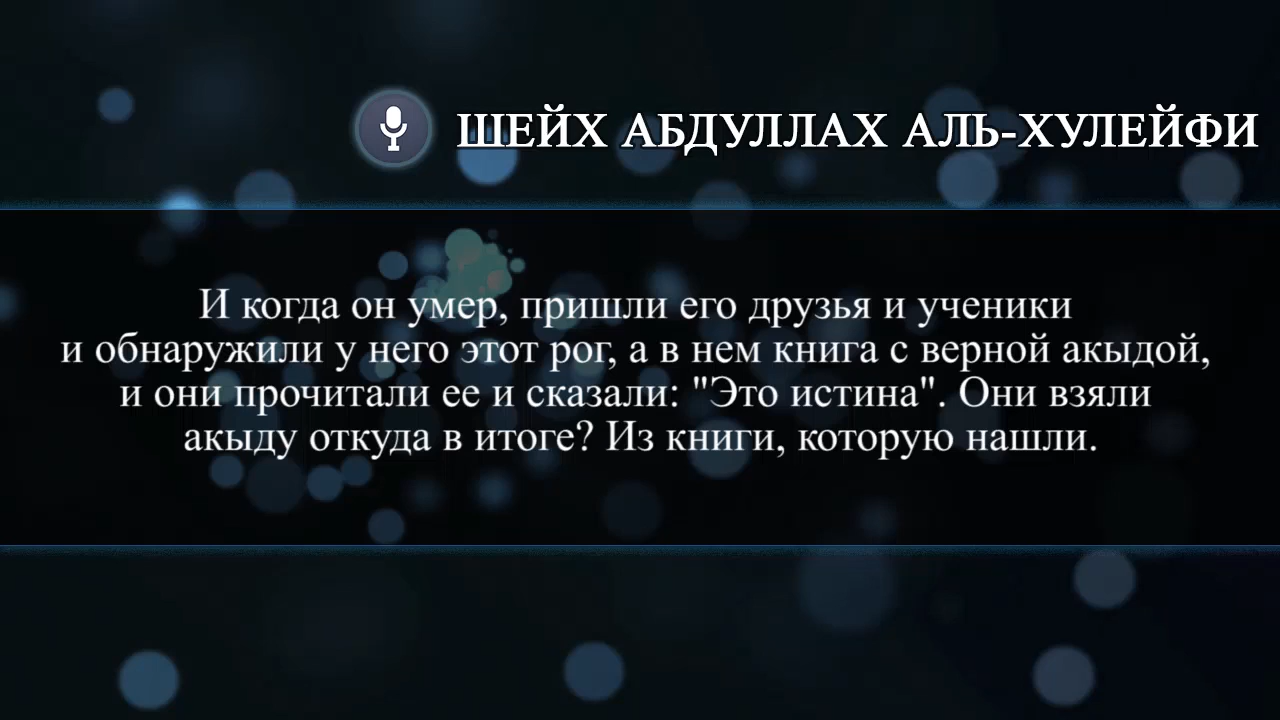 ШЕЙХ АБДУЛЛАХ АЛЬ-ХУЛЕЙФИ
И когда он умер, пришли его друзья и ученики
и обнаружили у него этот рог, а в нем книга с верной акыдой,
и они прочитали ее и сказали: "Это истина". Они взяли
акыду откуда в итоге? Из книги, которую нашли.